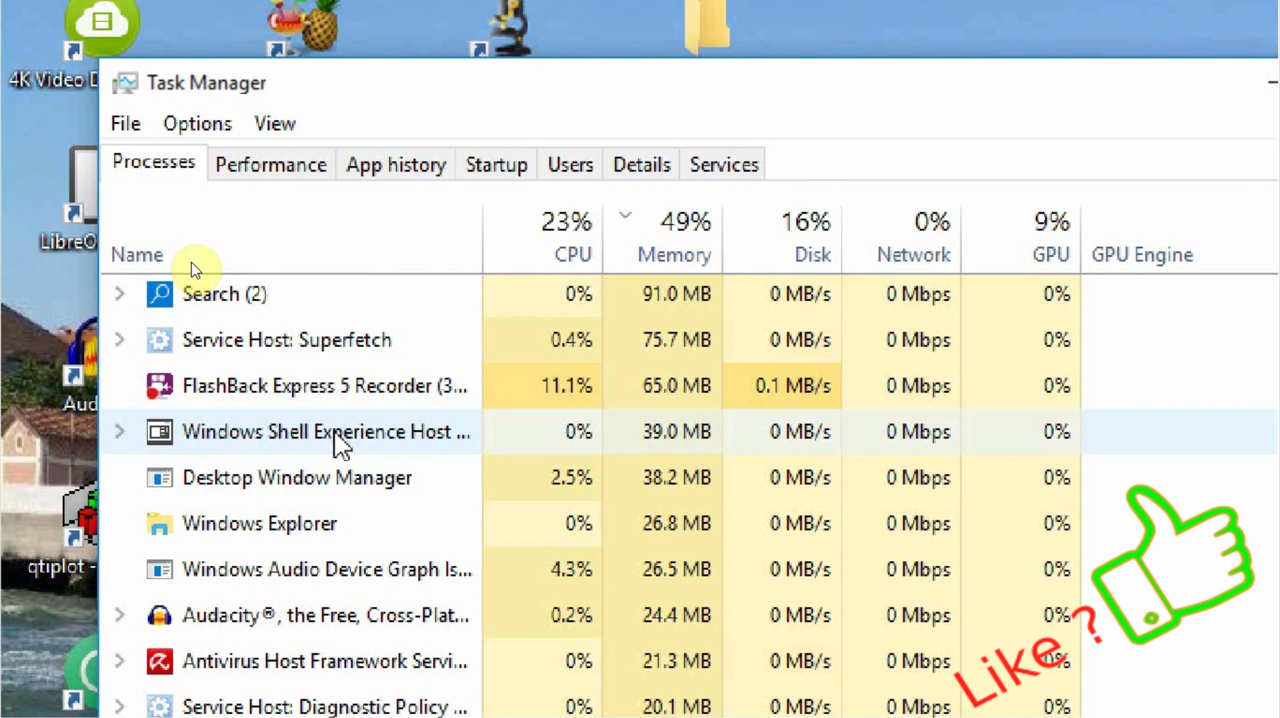 4K Video D
Task Manager
File Options View
Processes Performance App history Startup Users Details Services
LibreO
23% 49% 16% 0% 9%
Name CPU Memory Disk Network GPU GPU Engine
Search (2) 0% 91.0 MB 0 MB/s 0 Mbps 0%
Service Host: Superfetch 0.4% 75.7 MB 0 MB/s 0 Mbps 0%
FlashBack Express 5 Recorder (3... 11.1% 65.0 MB 0.1 MB/s 0 Mbps 0%
Aud
Windows Shell Experience Host ... 0% 39.0 MB 0 MB/s 0 Mbps 0%
Desktop Window Manager 2.5% 38.2 MB 0 MB/s 0 Mbps 0%
Windows Explorer 0% 26.8 MB 0 MB/s 0 Mbps 0%
qtiplot -
Windows Audio Device Graph Is... 4.3% 26.5 MB 0 MB/s 0 Mbps 0%
Audacity®, the Free, Cross-Plat... 0.2% 24.4 MB 0 MB/s 0 Mbps 0%
Antivirus Host Framework Servi... 0% 21.3 MB 0 MB/s 0 Mbps 0%
Like ?
Service Host: Diagnostic Policy ... 0% 20.1 MB 0 MB/s 0 Mbps 0%